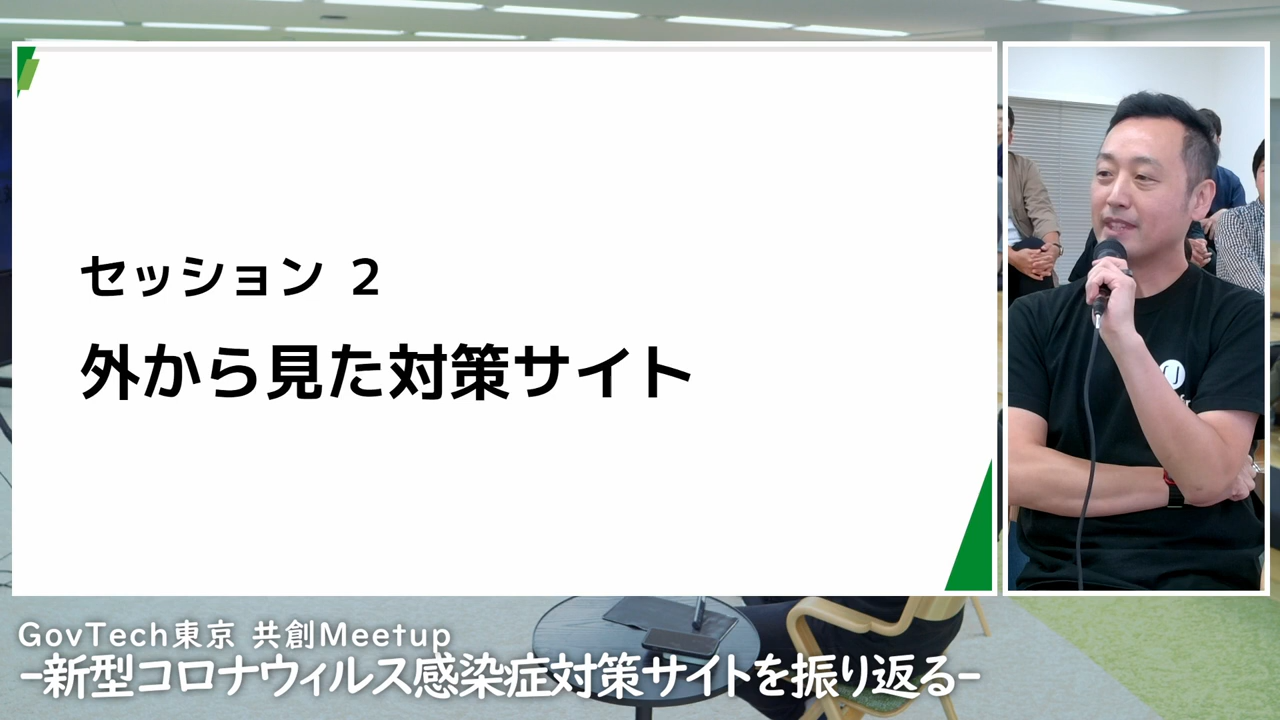 セッション 2
外から見た対策サイト
GovTech東京 共創Meetup
-新型コロナウィルス感染症対策サイトを振り返る-